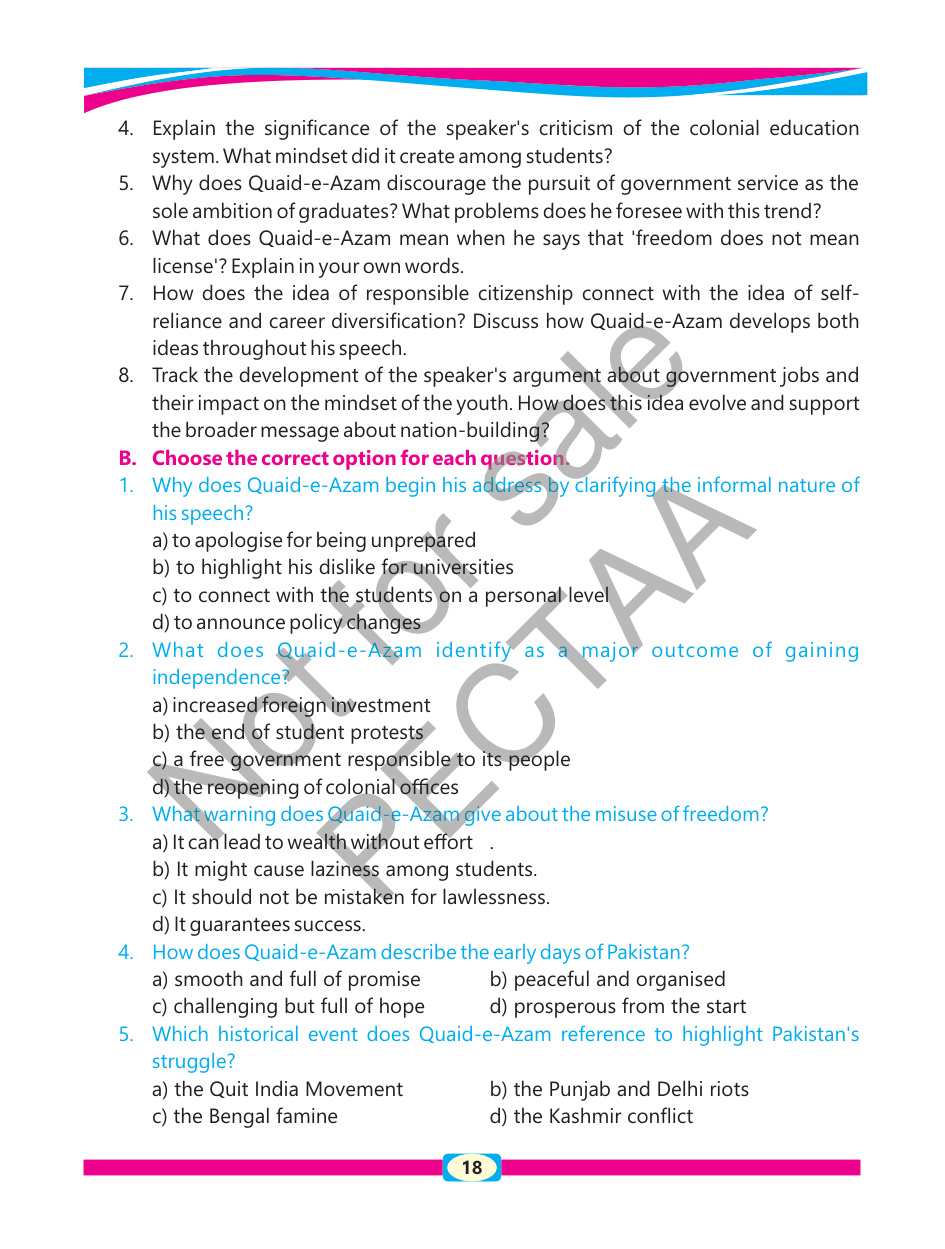 4. Explain the significance of the speaker's criticism of the colonial education
system. What mindset did it create among students?
5. Why does Quaid-e-Azam discourage the pursuit of government service as the
sole ambition of graduates? What problems does he foresee with this trend?
6. What does Quaid-e-Azam mean when he says that 'freedom does not mean
license'? Explain in your own words.
7. How does the idea of responsible citizenship connect with the idea of self-
reliance and career diversification? Discuss how Quaid-e-Azam develops both
ideas throughout his speech.
8. Track the development of the speaker's argument about government jobs and
their impact on the mindset of the youth. How does this idea evolve and support
the broader message about nation-building?
B. Choose the correct option for each question.
1. Why does Quaid-e-Azam begin his address by clarifying the informal nature of
his speech?
a) to apologise for being unprepared
b) to highlight his dislike for universities
c) to connect with the students on a personal level
d) to announce policy changes
2. What does Quaid-e-Azam identify as a major outcome of gaining
independence?
a) increased foreign investment
b) the end of student protests
c) a free government responsible to its people
d) the reopening of colonial offices
3. What warning does Quaid-e-Azam give about the misuse of freedom?
a) It can lead to wealth without effort .
b) It might cause laziness among students.
c) It should not be mistaken for lawlessness.
d) It guarantees success.
4. How does Quaid-e-Azam describe the early days of Pakistan?
a) smooth and full of promise b) peaceful and organised
c) challenging but full of hope d) prosperous from the start
5. Which historical event does Quaid-e-Azam reference to highlight Pakistan's
struggle?
a) the Quit India Movement b) the Punjab and Delhi riots
c) the Bengal famine d) the Kashmir conflict
18
Not for sale
PECTAA